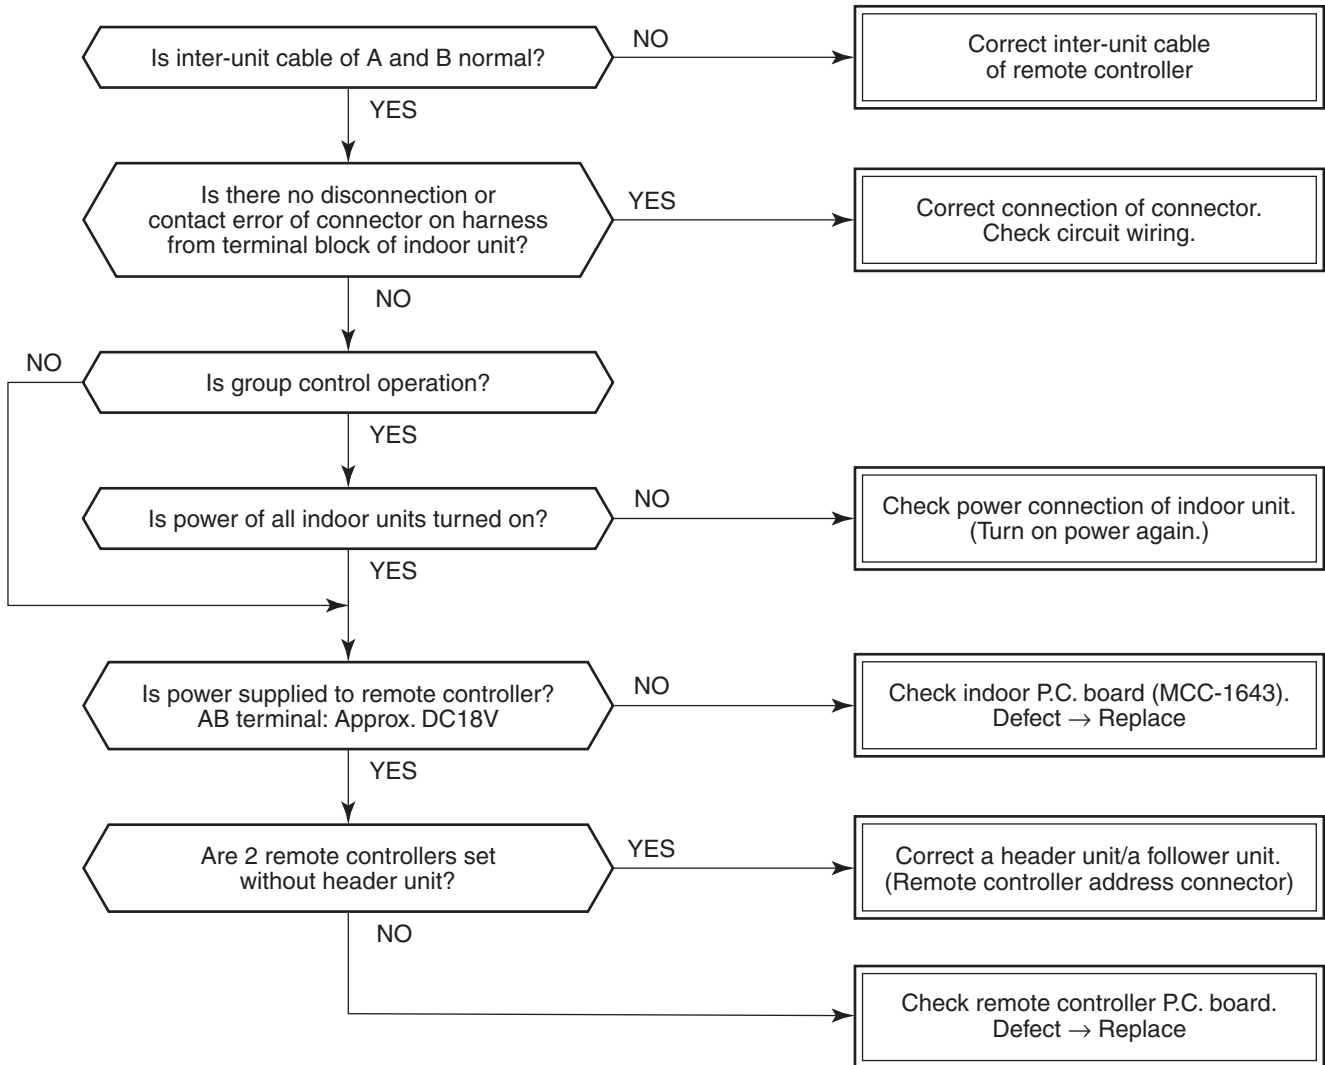 Is inter-unit cable of A and B normal?
NO
Correct inter-unit cable
of remote controller
YES
Is there no disconnection or
contact error of connector on harness
from terminal block of indoor unit?
YES
Correct connection of connector.
Check circuit wiring.
NO
NO
Is group control operation?
YES
Is power of all indoor units turned on?
NO
Check power connection of indoor unit.
(Turn on power again.)
YES
Is power supplied to remote controller?
AB terminal: Approx. DC18V
NO
Check indoor P.C. board (MCC-1643).
Defect → Replace
YES
Are 2 remote controllers set
without header unit?
YES
Correct a header unit/a follower unit.
(Remote controller address connector)
NO
Check remote controller P.C. board.
Defect → Replace